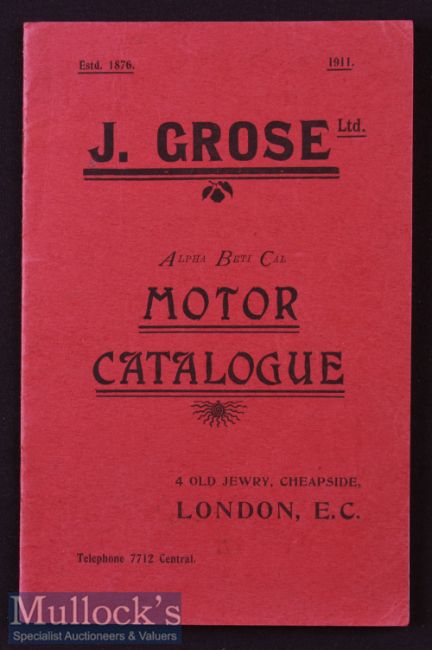 Estd. 1876. 1911.
J. GROSE Ltd.
ALPHA BETI CAL
MOTOR
CATALOGUE
4 OLD JEWRY, CHEAPSIDE,
LONDON, E.C.
Telephone 7712 Central.
Mullock's
Specialist Auctioneers & Valuers